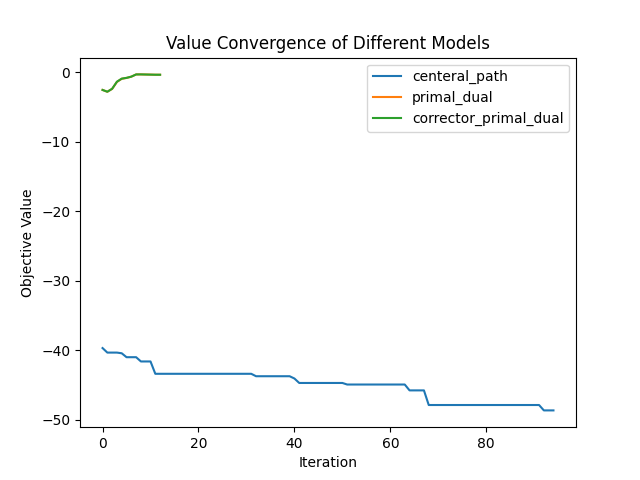 Value Convergence of Different Models
Objective Value
0
−10
−20
−30
−40
−50
centeral_path
primal_dual
corrector_primal_dual
0
20
40
60
80
Iteration